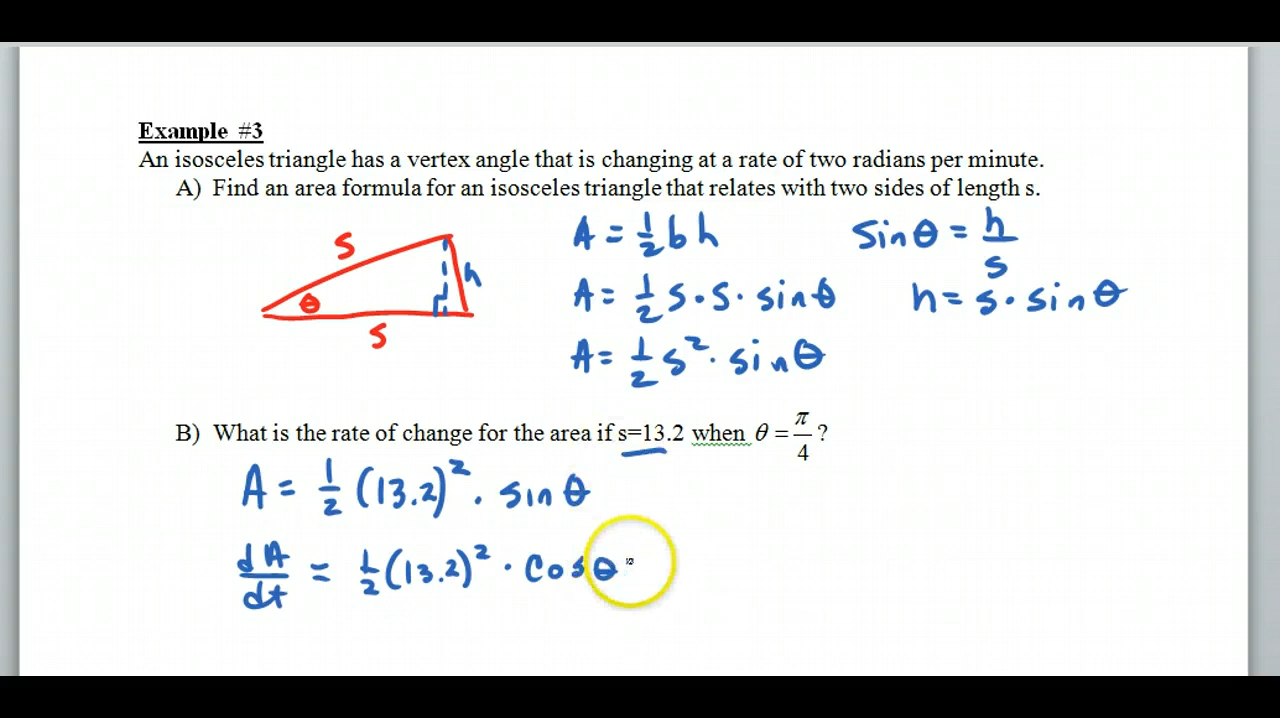 Example #3
An isosceles triangle has a vertex angle that is changing at a rate of two radians per minute.
A) Find an area formula for an isosceles triangle that relates with two sides of length s.
s
θ
h
s
A = 1/2 b h
A = 1/2 s · s · sin θ
A = 1/2 s² · sin θ
sin θ = h/s
h = s · sin θ
B) What is the rate of change for the area if s=13.2 when θ = π/4 ?
A = 1/2 (13.2)² · sin θ
dA/dt = 1/2 (13.2)² · cos θ